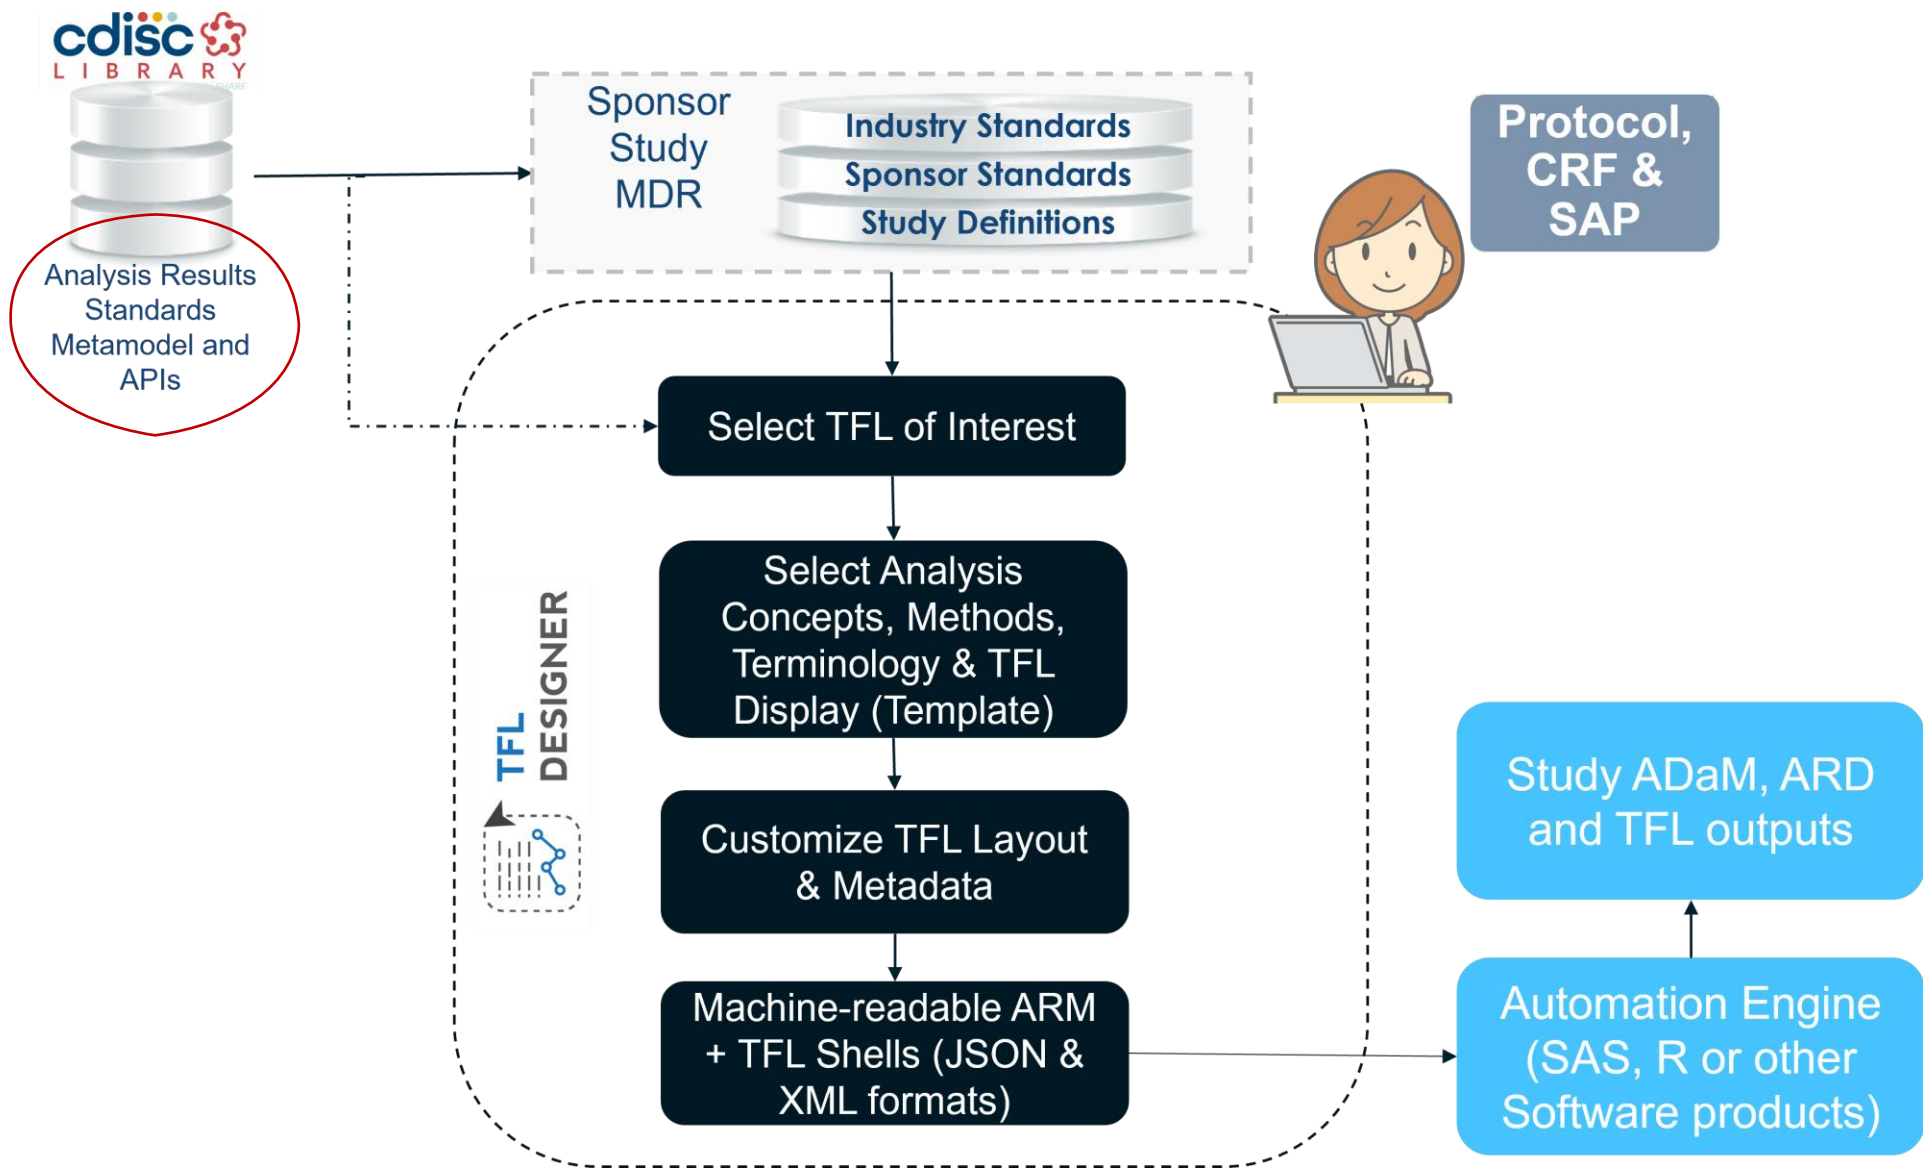 cdisc
LIBRARY
SHARE
Analysis Results
Standards
Metamodel and
APIs
Sponsor
Study
MDR
Industry Standards
Sponsor Standards
Study Definitions
Protocol,
CRF &
SAP
Select TFL of Interest
Select Analysis
Concepts, Methods,
Terminology & TFL
Display (Template)
Customize TFL Layout
& Metadata
Machine-readable ARM
+ TFL Shells (JSON &
XML formats)
TFL
DESIGNER
Study ADaM, ARD
and TFL outputs
Automation Engine
(SAS, R or other
Software products)